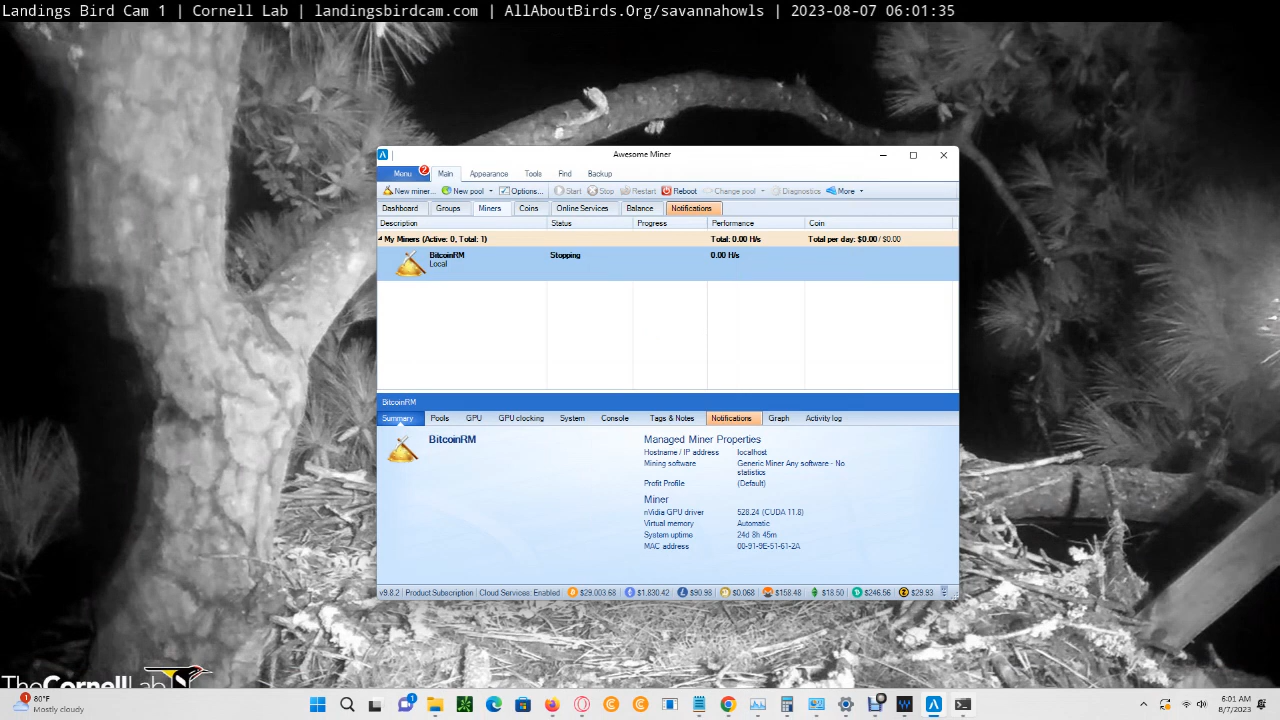 Landings Bird Cam 1 | Cornell Lab | landingsbirdcam.com | AllAboutBirds.Org/savannahowls | 2023-08-07 06:01:35
Awesome Miner
Menu 2 Main Appearance Tools Find Backup
New miner... New pool Options... Start Stop Restart Reboot Change pool Diagnostics More
Dashboard Groups Miners Coins Online Services Balance Notifications
Description Status Progress Performance Coin
My Miners (Active: 0, Total: 1) Total: 0.00 H/s Total per day: $0.00 / $0.00
BitcoinRM Stopping 0.00 H/s
Local
BitcoinRM
Summary Pools GPU GPU clocking System Console Tags & Notes Notifications Graph Activity log
BitcoinRM
Managed Miner Properties
Hostname / IP address localhost
Mining software Generic Miner Any software - No
statistics
Profit Profile (Default)
Miner
nVidia GPU driver 528.24 (CUDA 11.8)
Virtual memory Automatic
System uptime 24d 8h 45m
MAC address 00-91-9E-51-61-2A
v9.8.2 Product Subscription Cloud Services: Enabled $29,003.68 $1,830.42 $90.98 $0.068 $158.48 $18.50 $246.56 $29.93
TheCornellLab
1 80°F
Mostly cloudy
1
6:01 AM
8/7/2023